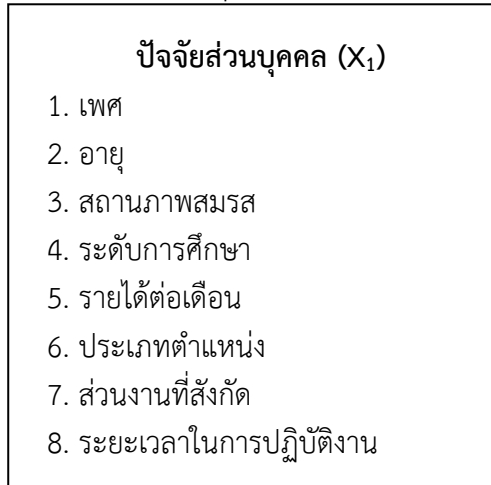 ปัจจัยส่วนบุคคล (X₁)
1. เพศ
2. อายุ
3. สถานภาพสมรส
4. ระดับการศึกษา
5. รายได้ต่อเดือน
6. ประเภทตำแหน่ง
7. ส่วนงานที่สังกัด
8. ระยะเวลาในการปฏิบัติงาน